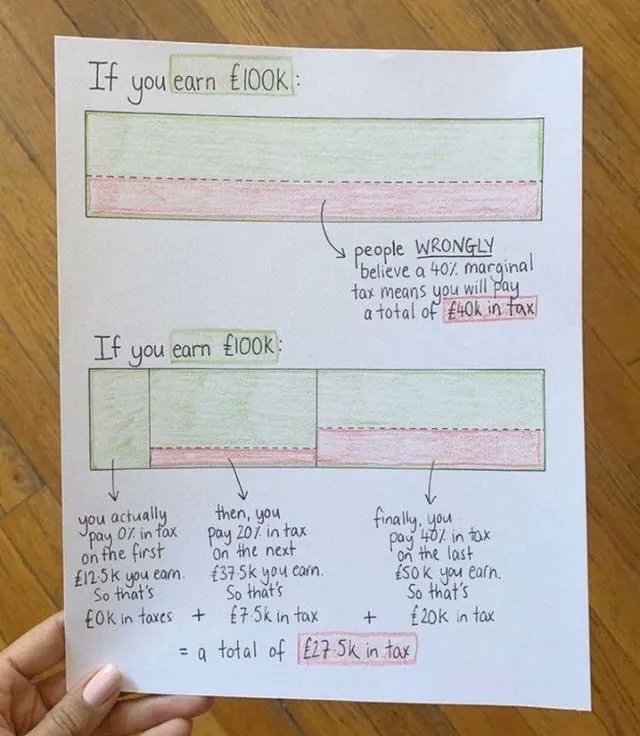 If you earn £100k:
people WRONGLY
believe a 40% marginal
tax means you will pay
a total of £40k in tax
If you earn £100k:
you actually
pay 0% in tax
on the first
£12.5k you earn.
So that's
£0k in taxes
+
then, you
pay 20% in tax
on the next
£37.5k you earn.
So that's
£7.5k in tax
+
finally, you
pay 40% in tax
on the last
£50k you earn.
So that's
£20k in tax
= a total of £27.5k in tax